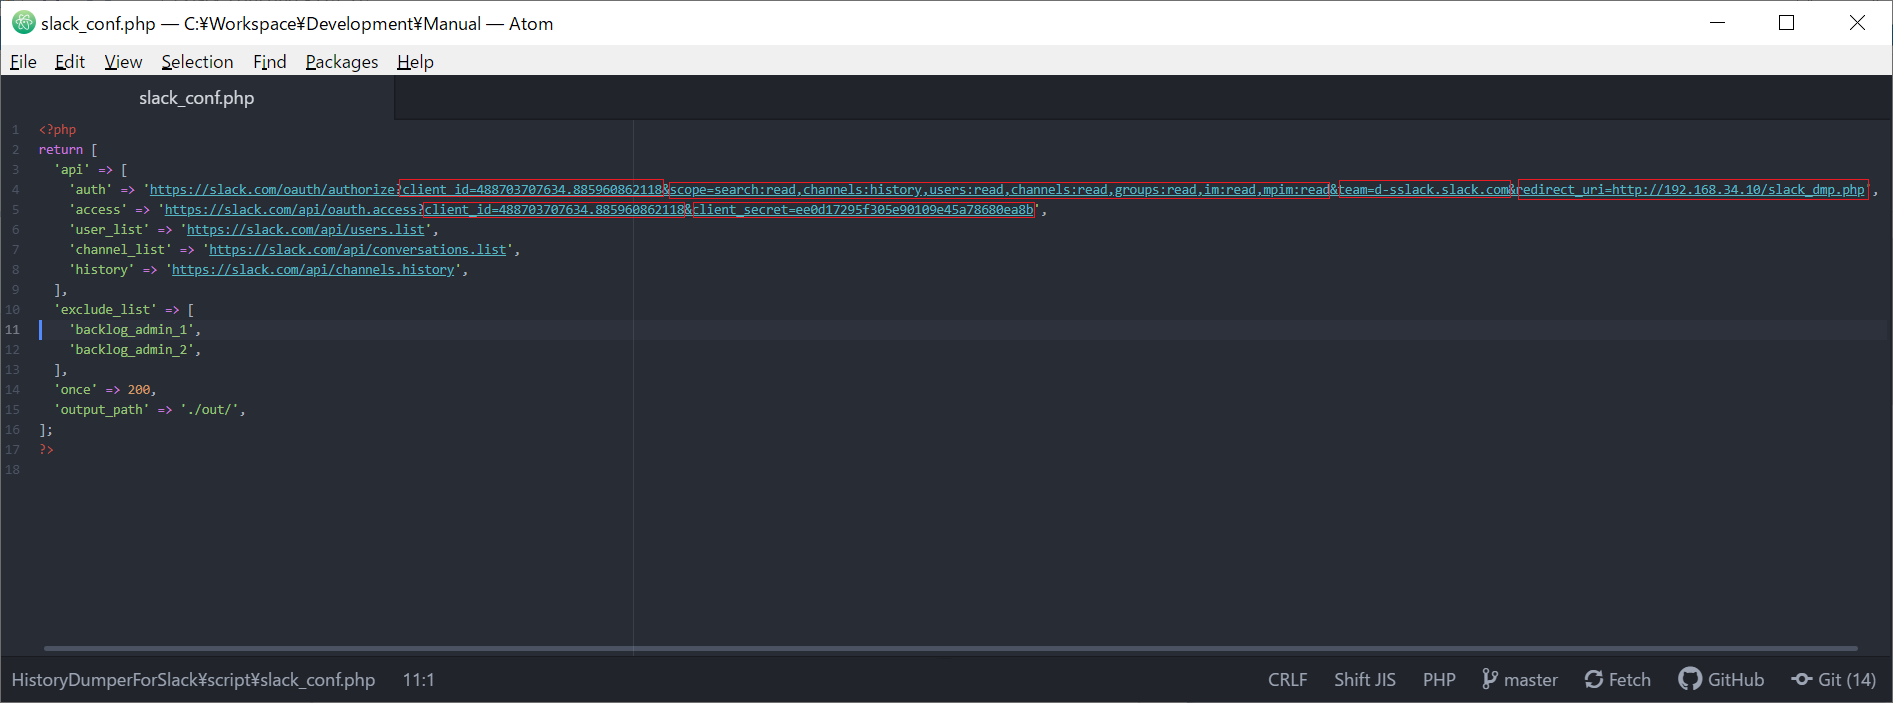 slack_conf.php — C:¥Workspace¥Development¥Manual — Atom
File Edit View Selection Find Packages Help
slack_conf.php
1 <?php
2 return [
3 'api' => [
4 'auth' => 'https://slack.com/oauth/authorize?client_id=488703707634.885960862118&scope=search:read,channels:history,users:read,channels:read,groups:read,im:read,mpim:read&team=d-sslack.slack.com&redirect_uri=http://192.168.34.10/slack_dmp.php',
5 'access' => 'https://slack.com/api/oauth.access?client_id=488703707634.885960862118&client_secret=ee0d17295f305e90109e45a78680ea8b',
6 'user_list' => 'https://slack.com/api/users.list',
7 'channel_list' => 'https://slack.com/api/conversations.list',
8 'history' => 'https://slack.com/api/channels.history',
9 ],
10 'exclude_list' => [
11 'backlog_admin_1',
12 'backlog_admin_2',
13 ],
14 'once' => 200,
15 'output_path' => './out/',
16 ];
17 ?>
18
HistoryDumperForSlack¥script¥slack_conf.php 11:1 CRLF Shift JIS PHP master Fetch GitHub Git (14)